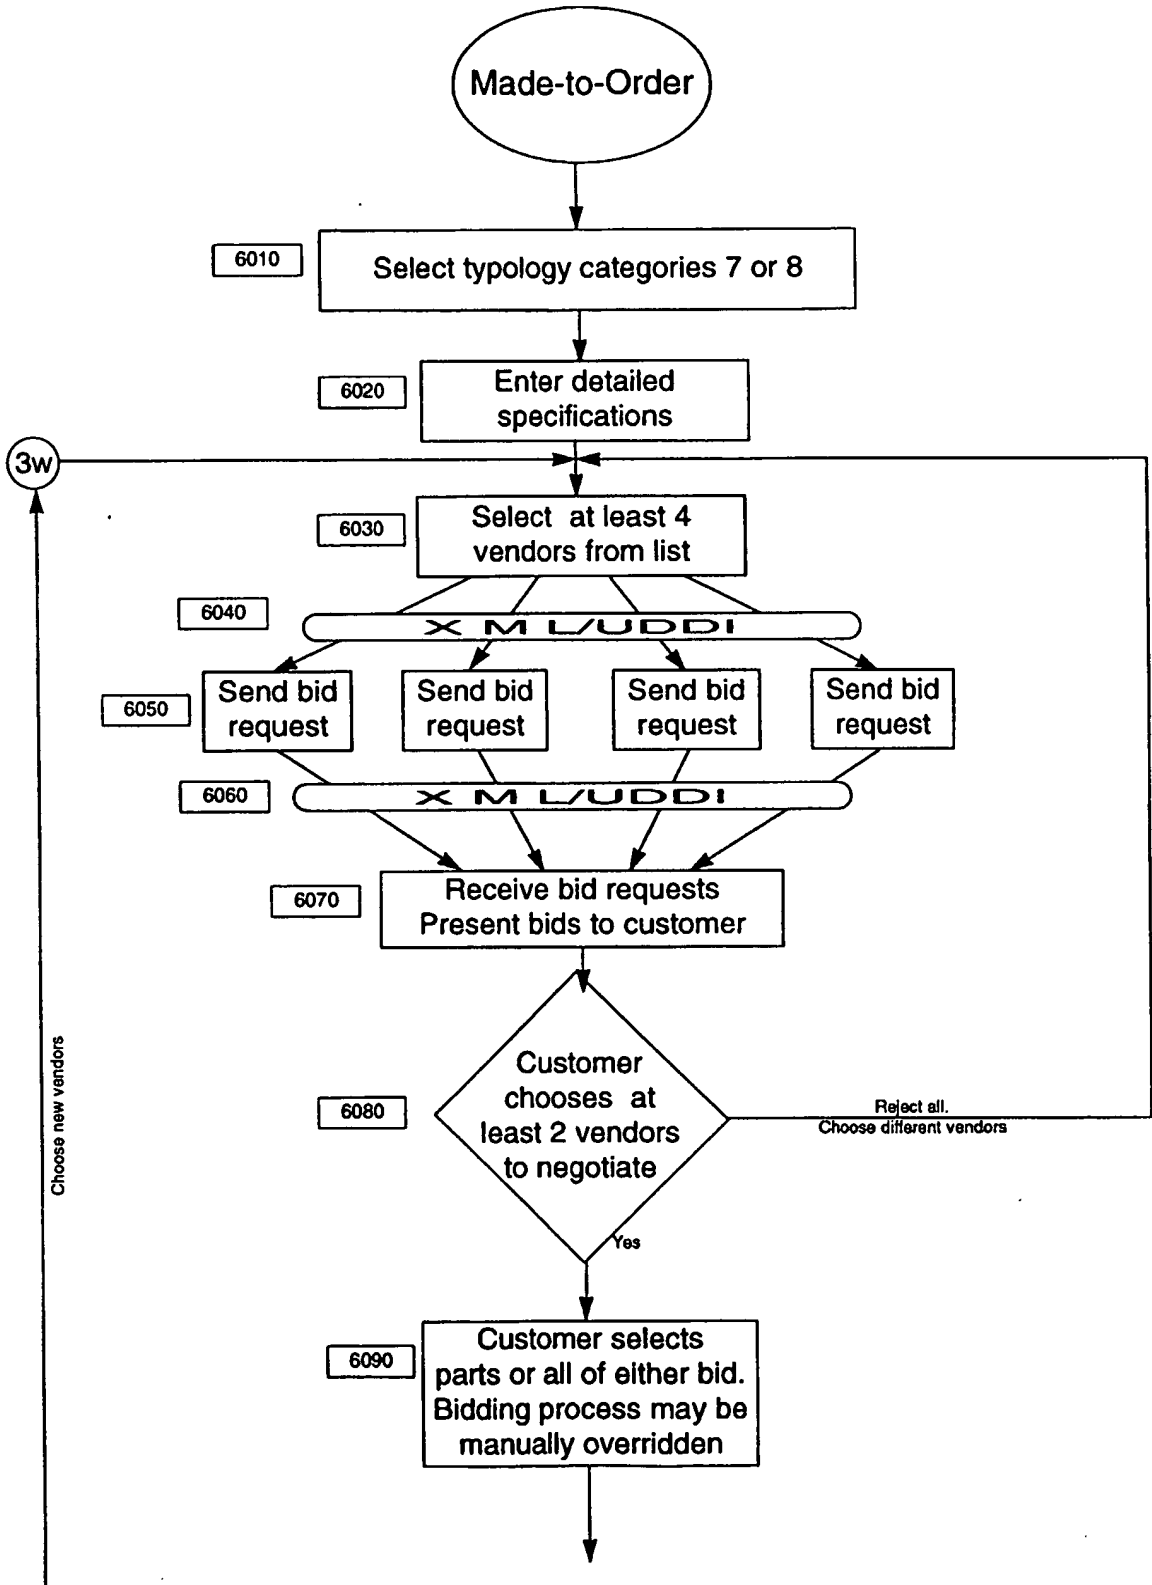 Made-to-Order
6010
Select typology categories 7 or 8
6020
Enter detailed
specifications
3w
6030
Select at least 4
vendors from list
6040
X M L/UDDI
6050
Send bid
request
Send bid
request
Send bid
request
Send bid
request
6060
X M L/UDDI
6070
Receive bid requests
Present bids to customer
Choose new vendors
6080
Customer
chooses at
least 2 vendors
to negotiate
Reject all.
Choose different vendors
Yes
6090
Customer selects
parts or all of either bid.
Bidding process may be
manually overridden